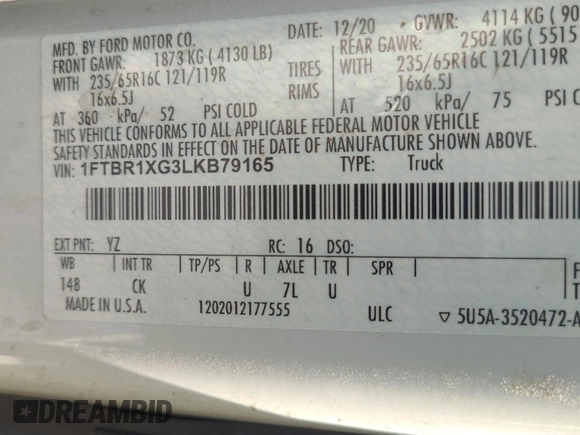 MFD. BY FORD MOTOR CO.
DATE: 12/20
GVWR: 4114 KG (90
FRONT GAWR: 1873 KG (4130 LB)
REAR GAWR: 2502 KG (5515
WITH 235/65R16C 121/119R
TIRES
WITH 235/65R16C 121/119R
16x6.5J
RIMS
16x6.5J
AT 360 kPa/ 52 PSI COLD
AT 520 kPa/ 75 PSI C
THIS VEHICLE CONFORMS TO ALL APPLICABLE FEDERAL MOTOR VEHICLE
SAFETY STANDARDS IN EFFECT ON THE DATE OF MANUFACTURE SHOWN ABOVE.
VIN: 1FTBR1XG3LKB79165
TYPE: Truck
EXT PNT: YZ
RC: 16 DSO:
WB INT TR TP/PS R AXLE TR SPR
148 CK U 7L U
MADE IN U.S.A.
1202012177555
ULC
▽ 5U5A-3520472-A
DREAMBID